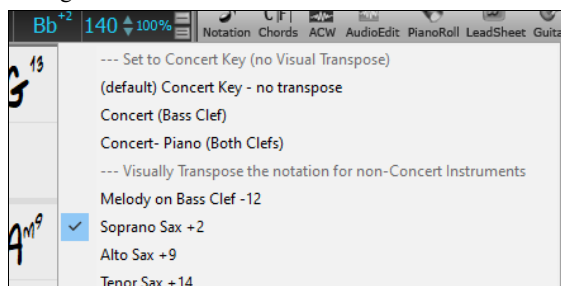 Bb+2 140 100% Notation Chords ACW AudioEdit PianoRoll LeadSheet
--- Set to Concert Key (no Visual Transpose)
13
(default) Concert Key - no transpose
Concert (Bass Clef)
Concert- Piano (Both Clefs)
--- Visually Transpose the notation for non-Concert Instruments
Melody on Bass Clef -12
m9
Soprano Sax +2
Alto Sax +9
Tenor Sax +14